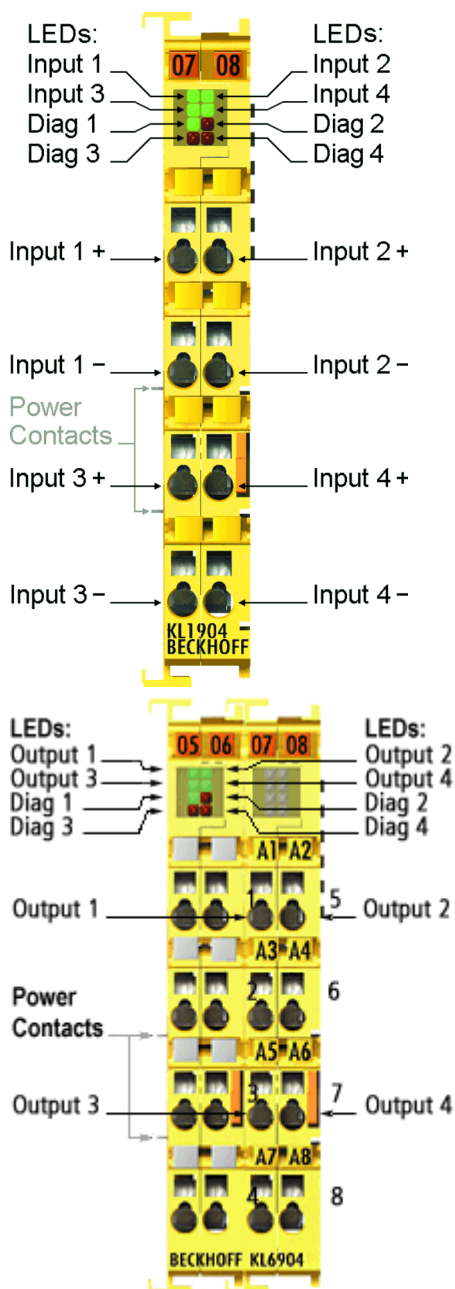 LEDs: LEDs:
Input 1 07 08 Input 2
Input 3 Input 4
Diag 1 Diag 2
Diag 3 Diag 4
Input 1 + Input 2 +
Input 1 – Input 2 –
Power
Contacts
Input 3 + Input 4 +
Input 3 – Input 4 –
KL1904
BECKHOFF
LEDs: LEDs:
Output 1 05 06 07 08 Output 2
Output 3 Output 4
Diag 1 Diag 2
Diag 3 Diag 4
A1 A2
Output 1 1 5 Output 2
A3 A4
2 6
Power
Contacts
A5 A6
3 7
Output 3 Output 4
A7 A8
4 8
BECKHOFF KL6904